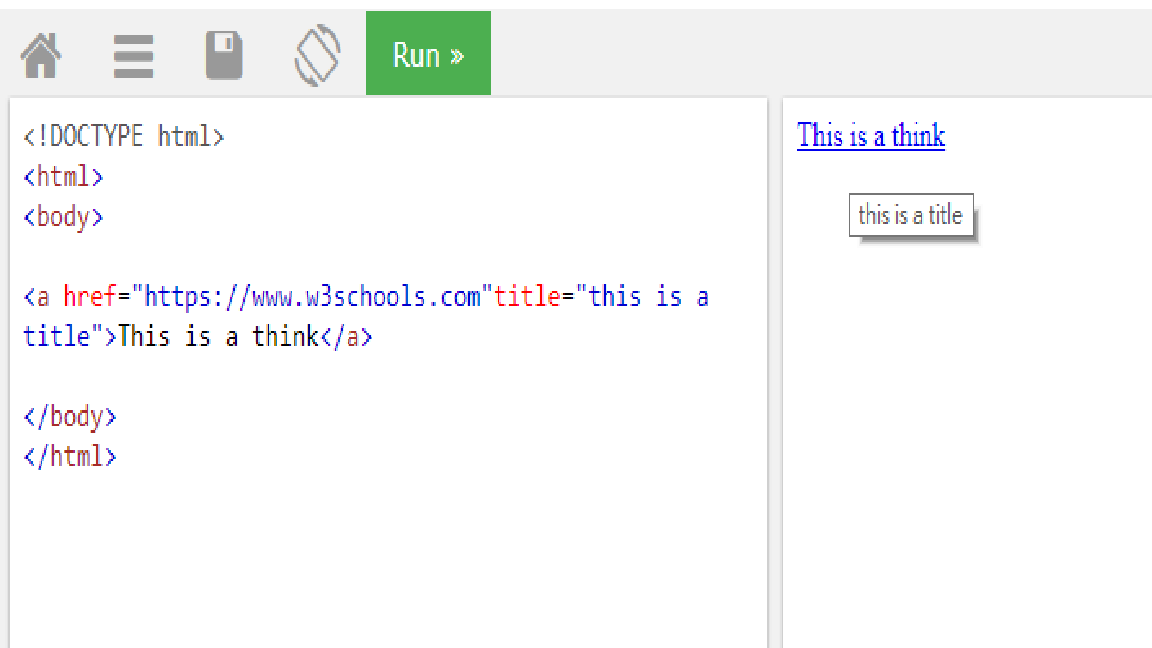 Run »
<!DOCTYPE html>
<html>
<body>
<a href="https://www.w3schools.com"title="this is a
title">This is a think</a>
</body>
</html>
This is a think
this is a title